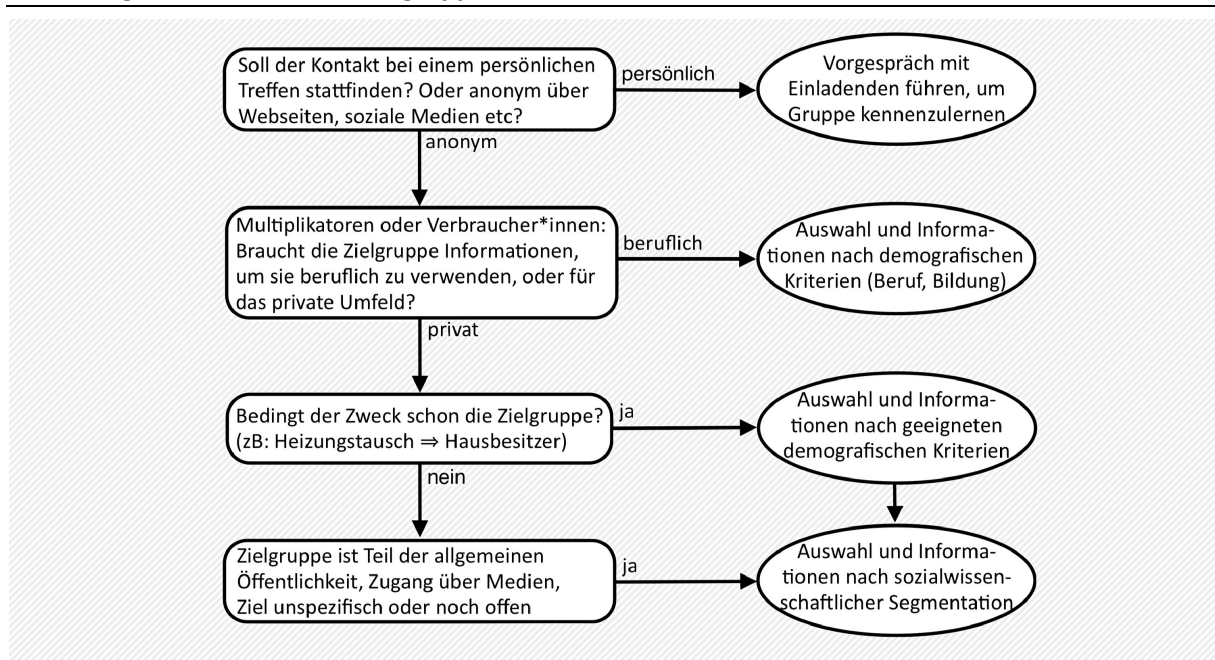 Soll der Kontakt bei einem persönlichen
Treffen stattfinden? Oder anonym über
Webseiten, soziale Medien etc?
persönlich
Vorgespräch mit
Einladenden führen, um
Gruppe kennenzulernen
anonym
Multiplikatoren oder Verbraucher*innen:
Braucht die Zielgruppe Informationen,
um sie beruflich zu verwenden, oder für
das private Umfeld?
beruflich
Auswahl und Informa-
tionen nach demografischen
Kriterien (Beruf, Bildung)
privat
Bedingt der Zweck schon die Zielgruppe?
(zB: Heizungstausch ⇒ Hausbesitzer)
ja
Auswahl und Informa-
tionen nach geeigneten
demografischen Kriterien
nein
Zielgruppe ist Teil der allgemeinen
Öffentlichkeit, Zugang über Medien,
Ziel unspezifisch oder noch offen
ja
Auswahl und Informa-
tionen nach sozialwissen-
schaftlicher Segmentation